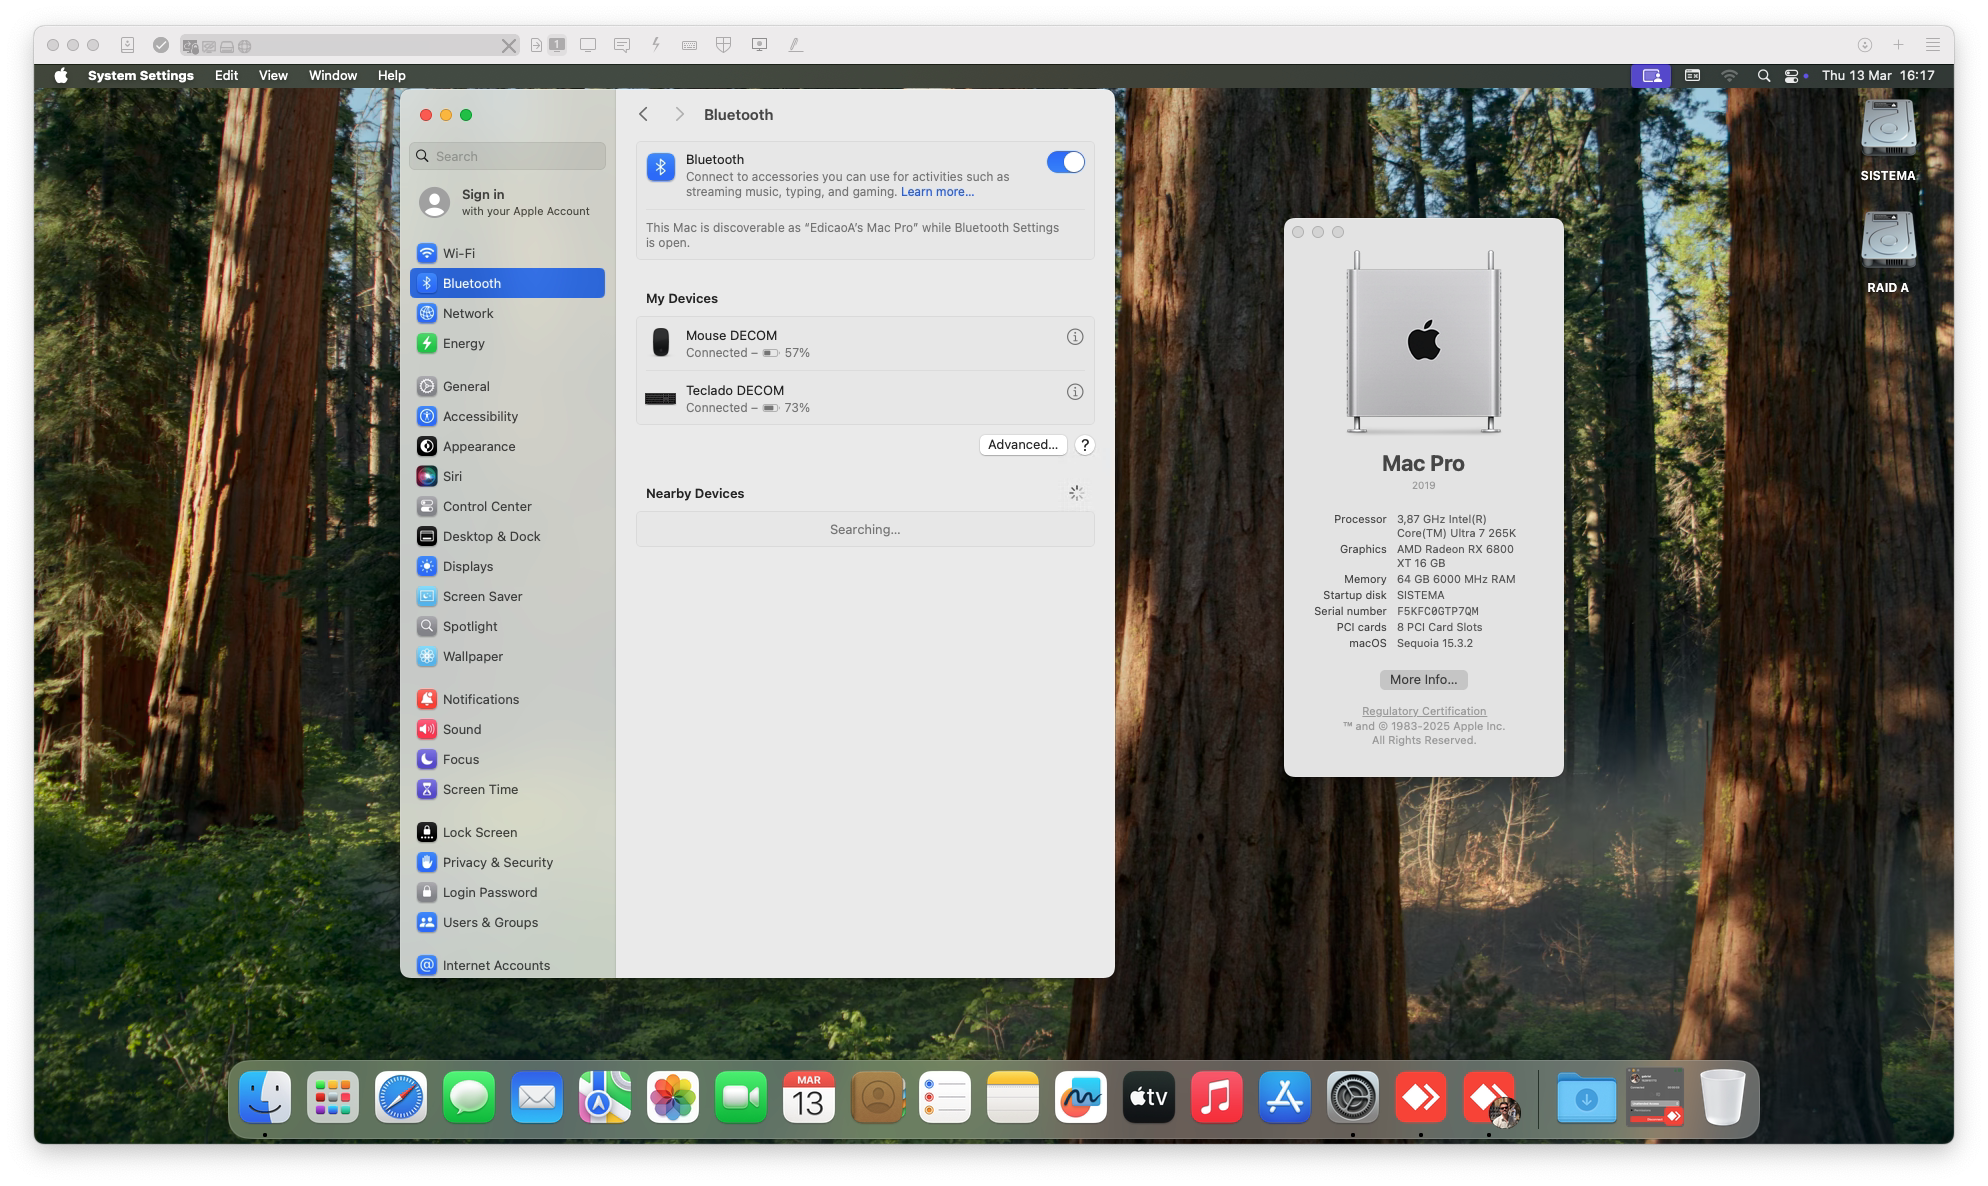 1
System Settings Edit View Window Help
Thu 13 Mar 16:17
Search
Sign in
with your Apple Account
Wi-Fi
Bluetooth
Network
Energy
General
Accessibility
Appearance
Siri
Control Center
Desktop & Dock
Displays
Screen Saver
Spotlight
Wallpaper
Notifications
Sound
Focus
Screen Time
Lock Screen
Privacy & Security
Login Password
Users & Groups
Internet Accounts
Bluetooth
Bluetooth
Connect to accessories you can use for activities such as
streaming music, typing, and gaming. Learn more...
This Mac is discoverable as “EdicaoA’s Mac Pro” while Bluetooth Settings
is open.
My Devices
Mouse DECOM
Connected – 57%
Teclado DECOM
Connected – 73%
Advanced... ?
Nearby Devices
Searching...
Mac Pro
2019
Processor 3,87 GHz Intel(R)
Core(TM) Ultra 7 265K
Graphics AMD Radeon RX 6800
XT 16 GB
Memory 64 GB 6000 MHz RAM
Startup disk SISTEMA
Serial number F5KFC0GTP7QM
PCI cards 8 PCI Card Slots
macOS Sequoia 15.3.2
More Info...
Regulatory Certification
™ and © 1983-2025 Apple Inc.
All Rights Reserved.
SISTEMA
RAID A
MAR
13
tv